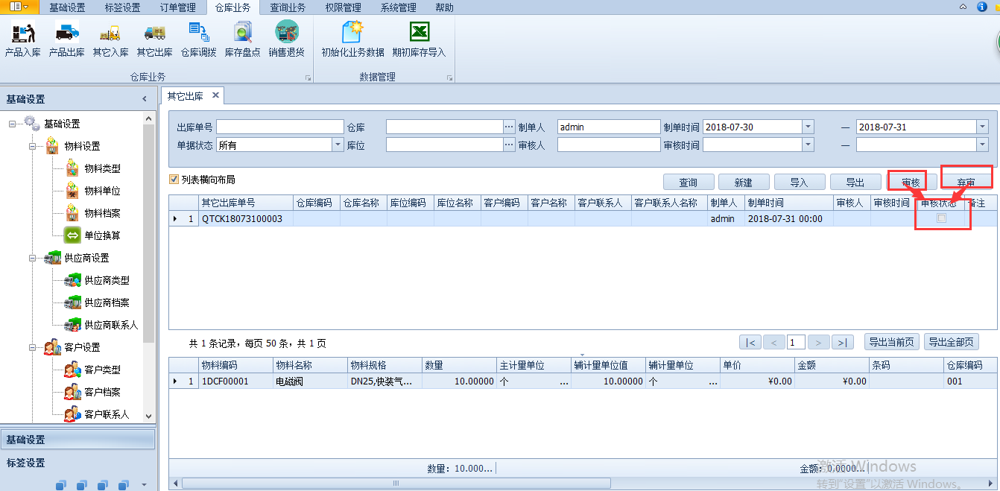 基础设置 标签设置 订单管理 仓库业务 查询业务 权限管理 系统管理 帮助
产品入库 产品出库 其它入库 其它出库 仓库调拨 库存盘点 销售退货 初始化业务数据 期初库存导入
仓库业务 数据管理
基础设置
其它出库
基础设置
物料设置
物料类型
物料单位
物料档案
单位换算
供应商设置
供应商类型
供应商档案
供应商联系人
客户设置
客户类型
客户档案
客户联系人
基础设置
标签设置
出库单号 仓库 ... 制单人 admin 制单时间 2018-07-30 — 2018-07-31
单据状态 所有 库位 ... 审核人 审核时间 —
列表横向布局 查询 新建 导入 导出 审核 弃审
其它出库单号 仓库编码 仓库名称 库位编码 库位名称 客户编码 客户名称 客户联系人 客户联系人名称 制单人 制单时间 审核人 审核时间 审核状态 备注
1 QTCK18073100003 admin 2018-07-31 00:00
共 1 条记录，每页 50 条，共 1 页 |< < 1 > >| 导出当前页 导出全部页
物料编码 物料名称 物料规格 数量 主计量单位 辅计量单位值 辅计量单位 单价 金额 条码 仓库编码
1 1DCF00001 电磁阀 DN25,快装气... 10.00000 个 ... 10.00000 个 ... ¥0.00 ¥0.00 001
数量: 10.000... 金额: 0.0000...
激活 Windows
转到"设置"以激活 Windows。